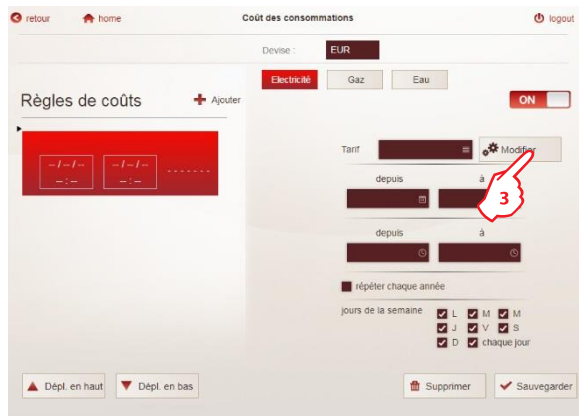 retour home Coût des consommations logout
Devise : EUR
Electricité Gaz Eau
Règles de coûts Ajouter
ON
Tarif Modifier
-- / -- / -- -- / -- / --
-- : -- -- : -- -------
depuis à
3
depuis à
répéter chaque année
jours de la semaine L M M
J V S
D chaque jour
Dépl. en haut Dépl. en bas Supprimer Sauvegarder